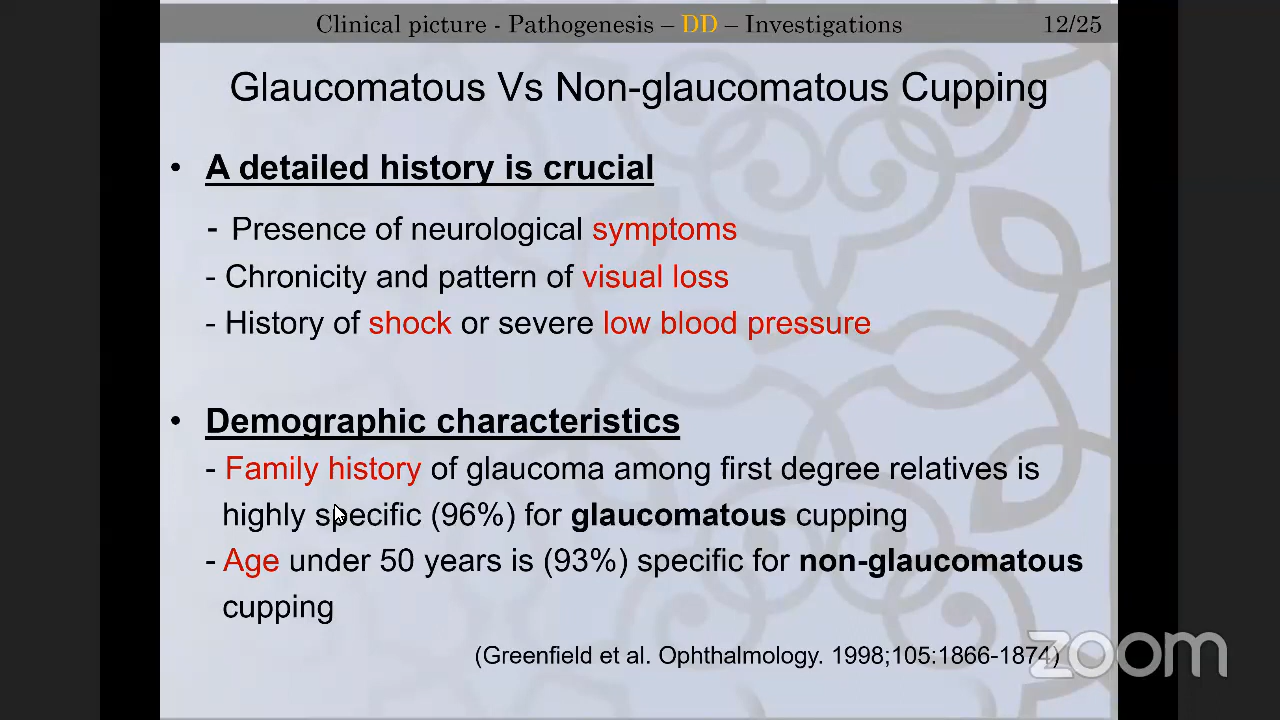 Clinical picture - Pathogenesis – DD – Investigations 12/25
Glaucomatous Vs Non-glaucomatous Cupping
• A detailed history is crucial
- Presence of neurological symptoms
- Chronicity and pattern of visual loss
- History of shock or severe low blood pressure
• Demographic characteristics
- Family history of glaucoma among first degree relatives is
highly specific (96%) for glaucomatous cupping
- Age under 50 years is (93%) specific for non-glaucomatous
cupping
(Greenfield et al. Ophthalmology. 1998;105:1866-1874)
zoom